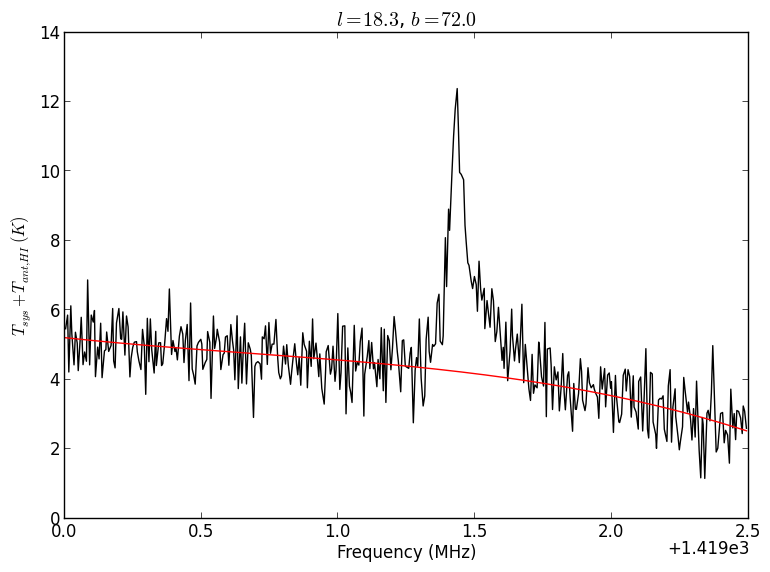 l=18.3, b=72.0
T_sys + T_ant,HI (K)
14
12
10
8
6
4
2
0
0.0 0.5 1.0 1.5 2.0 2.5
Frequency (MHz)
+1.419e3